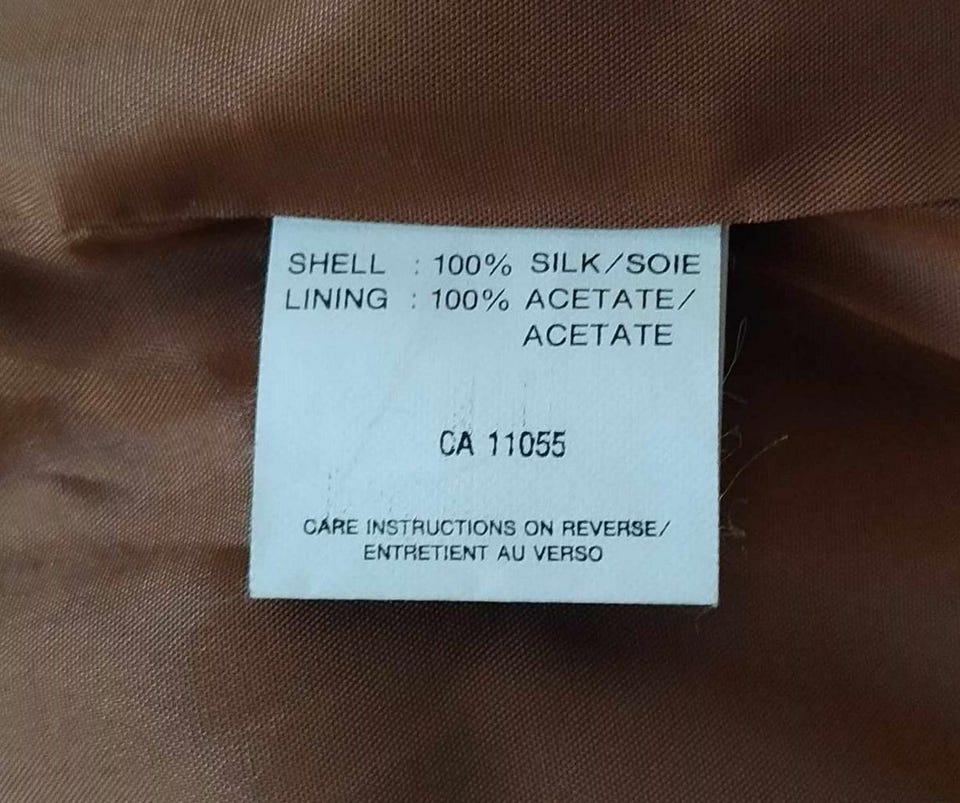 SHELL : 100% SILK/SOIE
LINING : 100% ACETATE/
ACETATE
CA 11055
CARE INSTRUCTIONS ON REVERSE/
ENTRETIENT AU VERSO